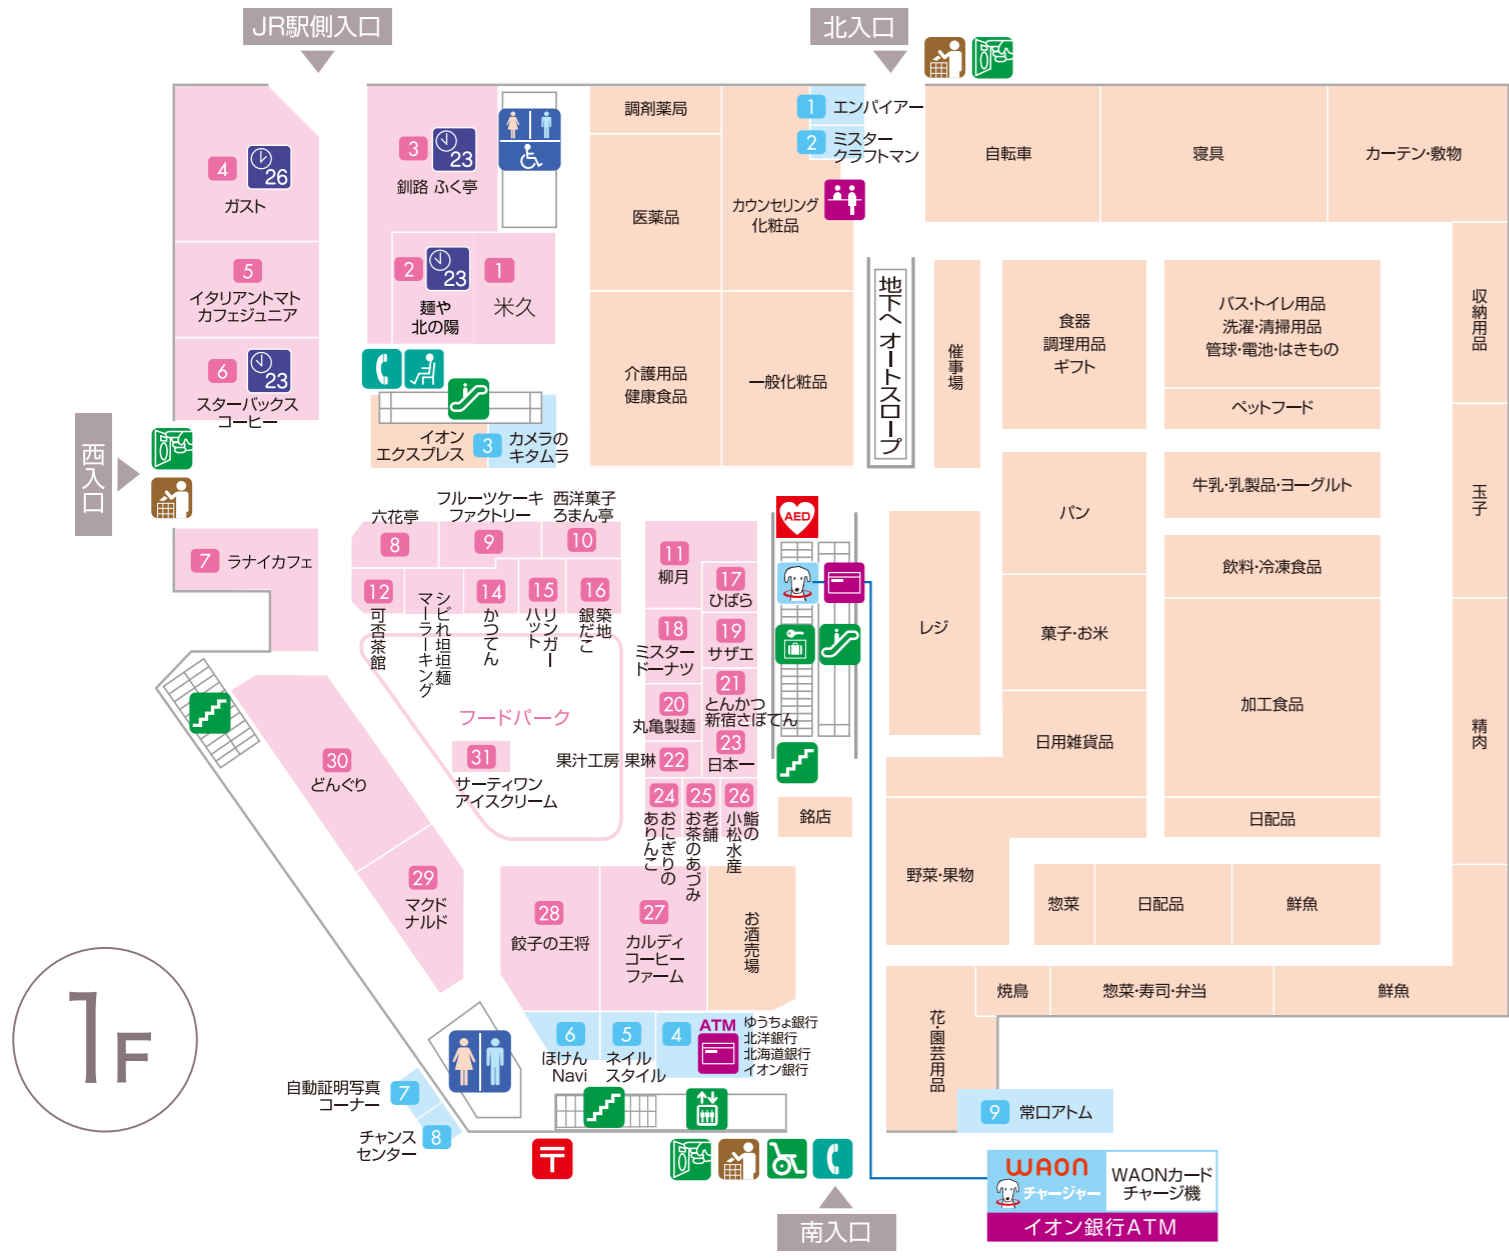 JR駅側入口
北入口
4
26
ガスト
3
23
釧路 ふく亭
調剤薬局
1
エンパイアー
2
ミスター
クラフトマン
自転車
寝具
カーテン・敷物
医薬品
カウンセリング
化粧品
5
イタリアントマト
カフェジュニア
2
23
麺や
北の陽
1
米久
6
23
スターバックス
コーヒー
介護用品
健康食品
一般化粧品
地下へ オートスロープ
催事場
食器
調理用品
ギフト
バス・トイレ用品
洗濯・清掃用品
管球・電池・はきもの
ペットフード
収納用品
西入口
イオン
エクスプレス
3
カメラの
キタムラ
パン
牛乳・乳製品・ヨーグルト
玉子
7
ラナイカフェ
六花亭
8
フルーツケーキ
ファクトリー
9
西洋菓子
ろまん亭
10
11
柳月
AED
12
可否茶館
シビれ坦坦麺
マーラーキング
14
かつてん
15
リンガー
ハット
16
築地
銀だこ
17
ひばら
飲料・冷凍食品
レジ
菓子・お米
18
ミスター
ドーナツ
19
サザエ
フードパーク
20
丸亀製麺
21
とんかつ
新宿さぼてん
加工食品
精肉
日用雑貨品
31
サーティワン
アイスクリーム
果汁工房 果琳
22
23
日本一
30
どんぐり
24
おにぎりの
ありんこ
25
老舗
お茶のあづみ
26
鮨の
小松水産
銘店
日配品
29
マクド
ナルド
28
餃子の王将
27
カルディ
コーヒー
ファーム
お酒売場
野菜・果物
惣菜
日配品
鮮魚
1F
焼鳥
惣菜・寿司・弁当
鮮魚
花・園芸用品
6
ほけん
Navi
5
ネイル
スタイル
4
ATM
ゆうちょ銀行
北洋銀行
北海道銀行
イオン銀行
自動証明写真
コーナー
7
チャンス
センター
8
9
常口アトム
南入口
WAON
チャージャー
WAONカード
チャージ機
イオン銀行ATM